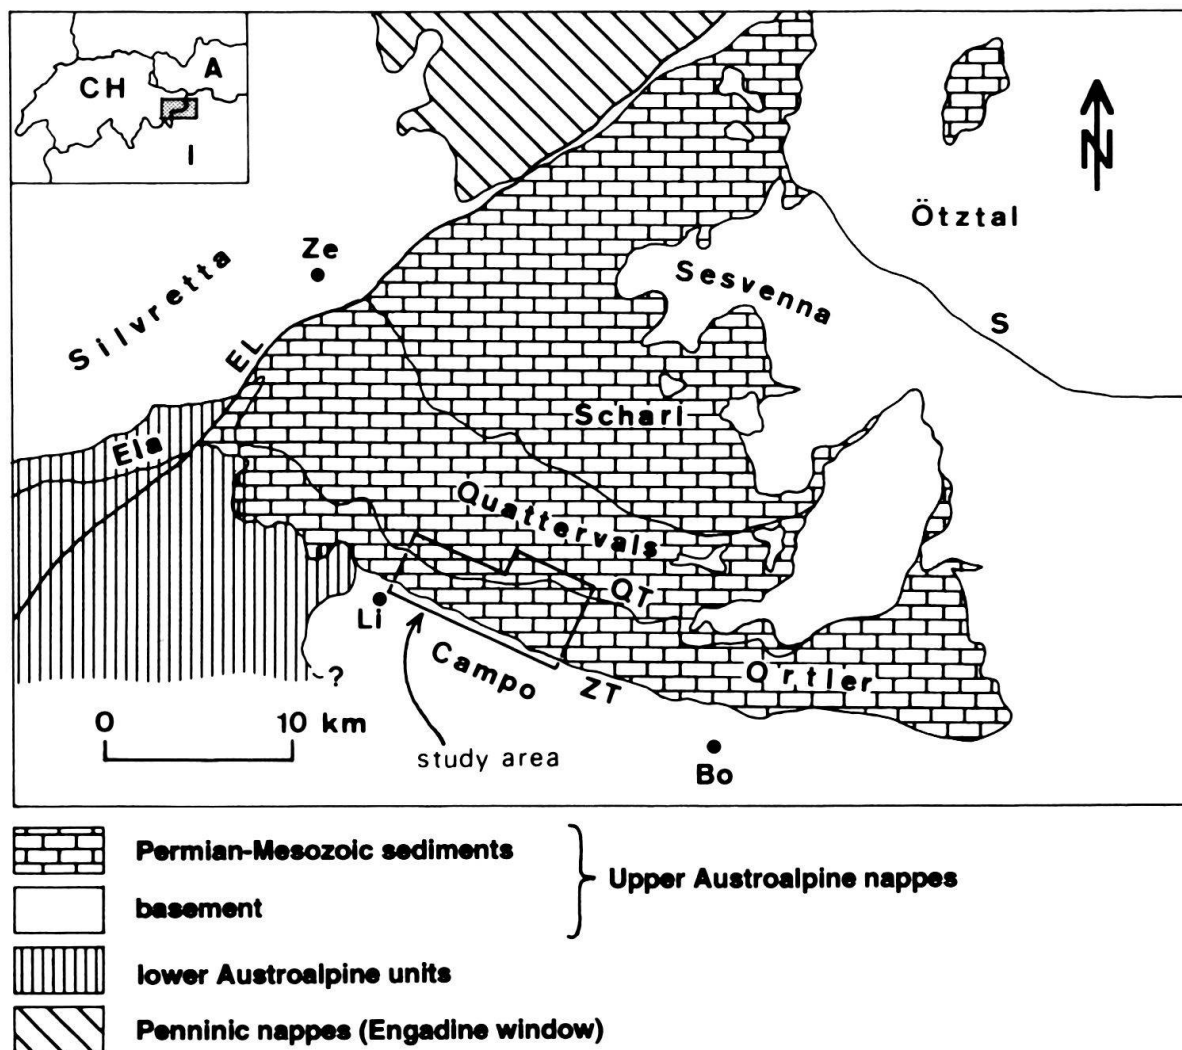 CH
A
I
N
Ötztal
Ze
Sesvenna
Silvretta
S
EL
Scharl
Ela
Quattervals
QT
Li
Campo
ZT
Ortler
?
0 10 km
study area
Bo
Permian-Mesozoic sediments
Upper Austroalpine nappes
basement
lower Austroalpine units
Penninic nappes (Engadine window)